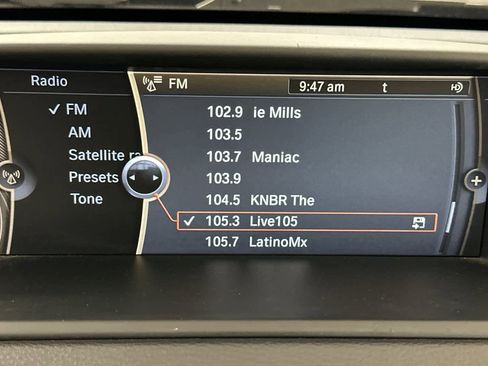 Radio
FM
9:47 am
t
HD
FM
AM
Satellite ra
Presets
Tone
102.9 ie Mills
103.5
103.7 Maniac
103.9
104.5 KNBR The
105.3 Live105
105.7 LatinoMx